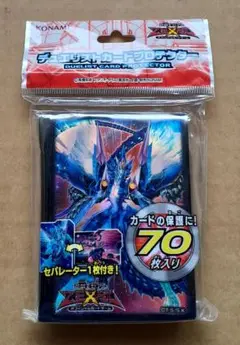 KONAMI
デュエリストカードプロテクター
DUELIST CARD PROTECTOR
カードの保護に!
70
枚入り
セパレーター1枚付き!